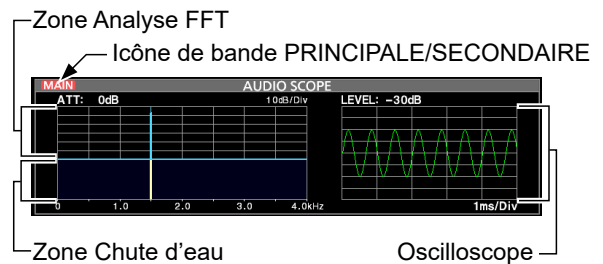 Zone Analyse FFT
Icône de bande PRINCIPALE/SECONDAIRE
MAIN AUDIO SCOPE
ATT: 0dB 10dB/Div LEVEL: -30dB
0 1.0 2.0 3.0 4.0kHz 1ms/Div
Zone Chute d'eau Oscilloscope